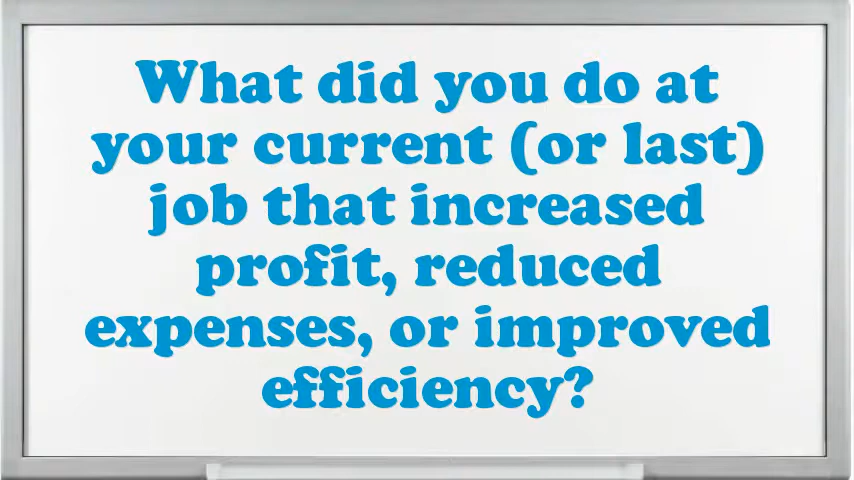 What did you do at
your current (or last)
job that increased
profit, reduced
expenses, or improved
efficiency?